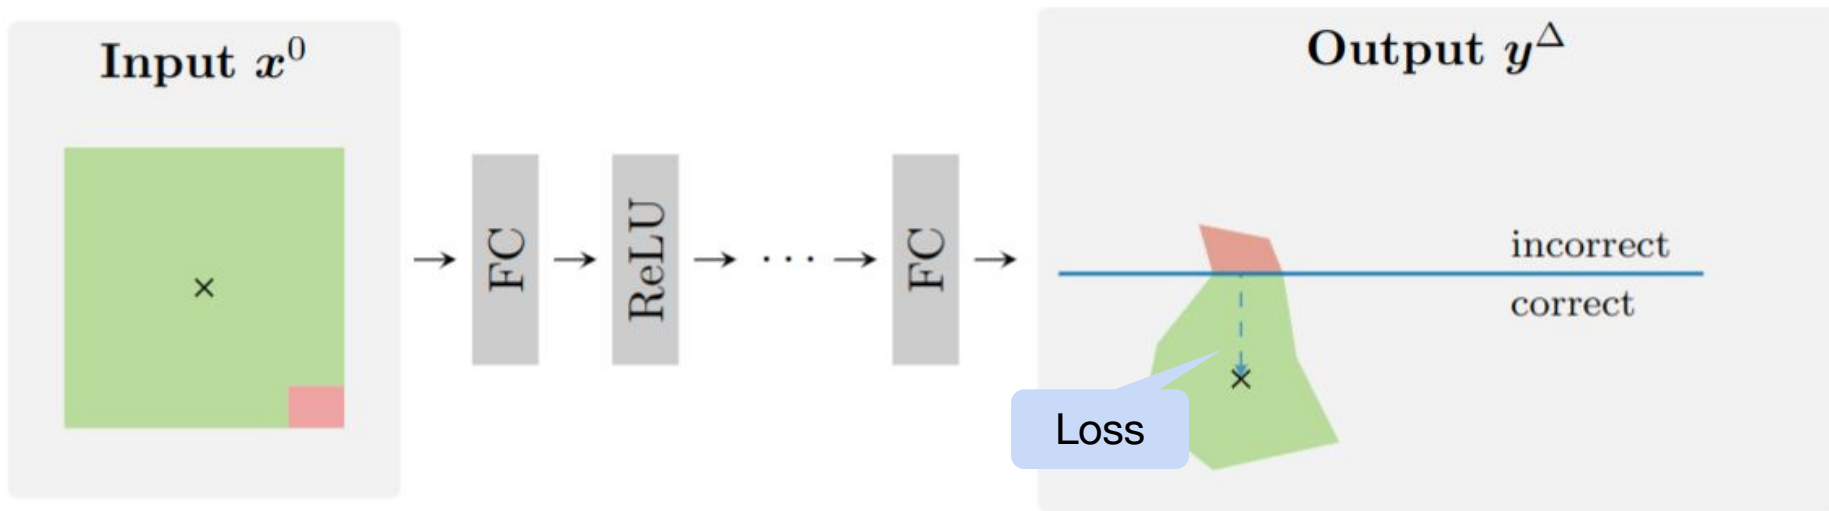 Input x⁰
FC
ReLU
· · ·
FC
Output y^Δ
incorrect
correct
Loss